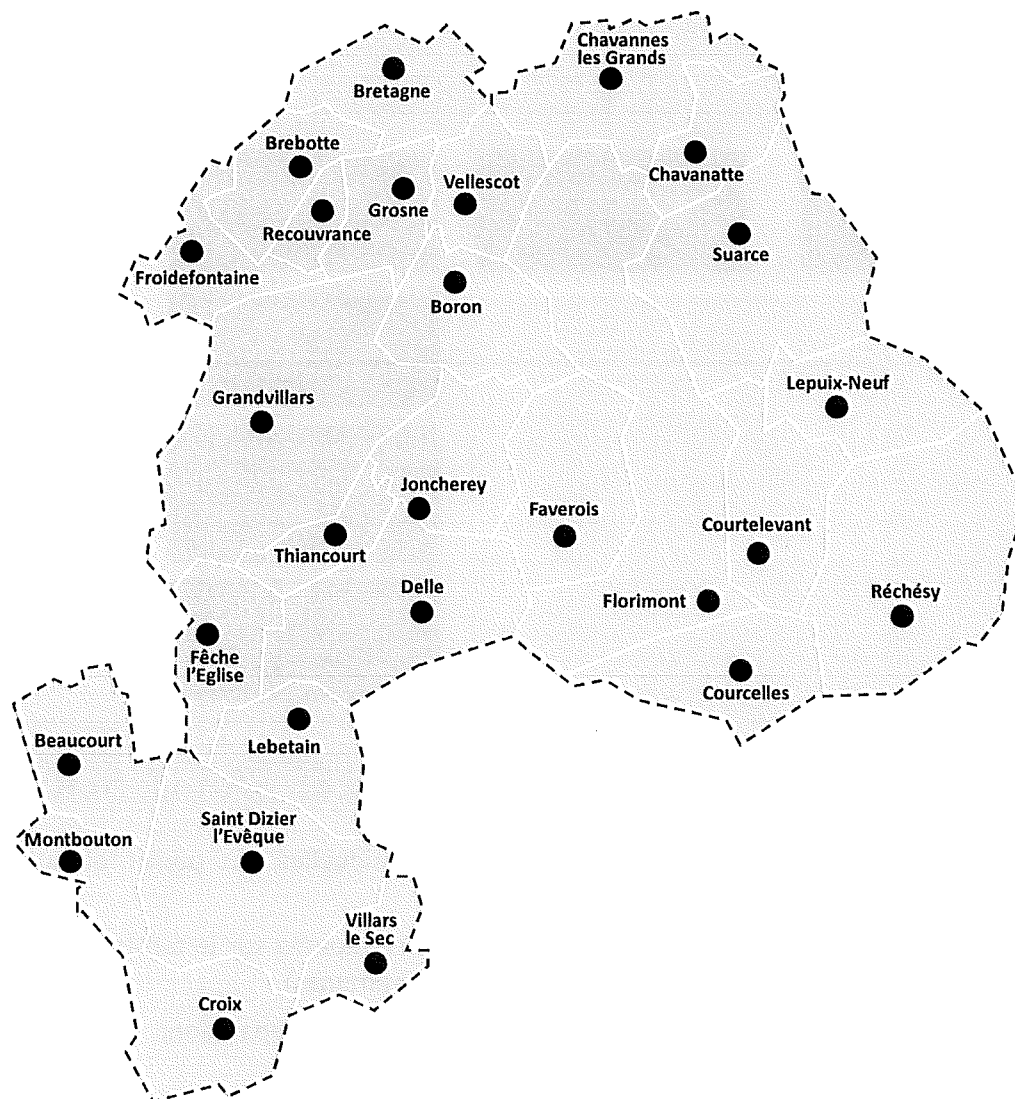 Chavannes
les Grands
Bretagne
Brebotte
Chavanatte
Vellescot
Grosne
Recouvrance
Suarce
Froidefontaine
Boron
Lepuix-Neuf
Grandvillars
Joncherey
Faverois
Courtelevant
Thiancourt
Delle
Florimont
Réchésy
Fêche
l'Eglise
Courcelles
Beaucourt
Lebetain
Saint Dizier
l'Evêque
Montbouton
Villars
le Sec
Croix